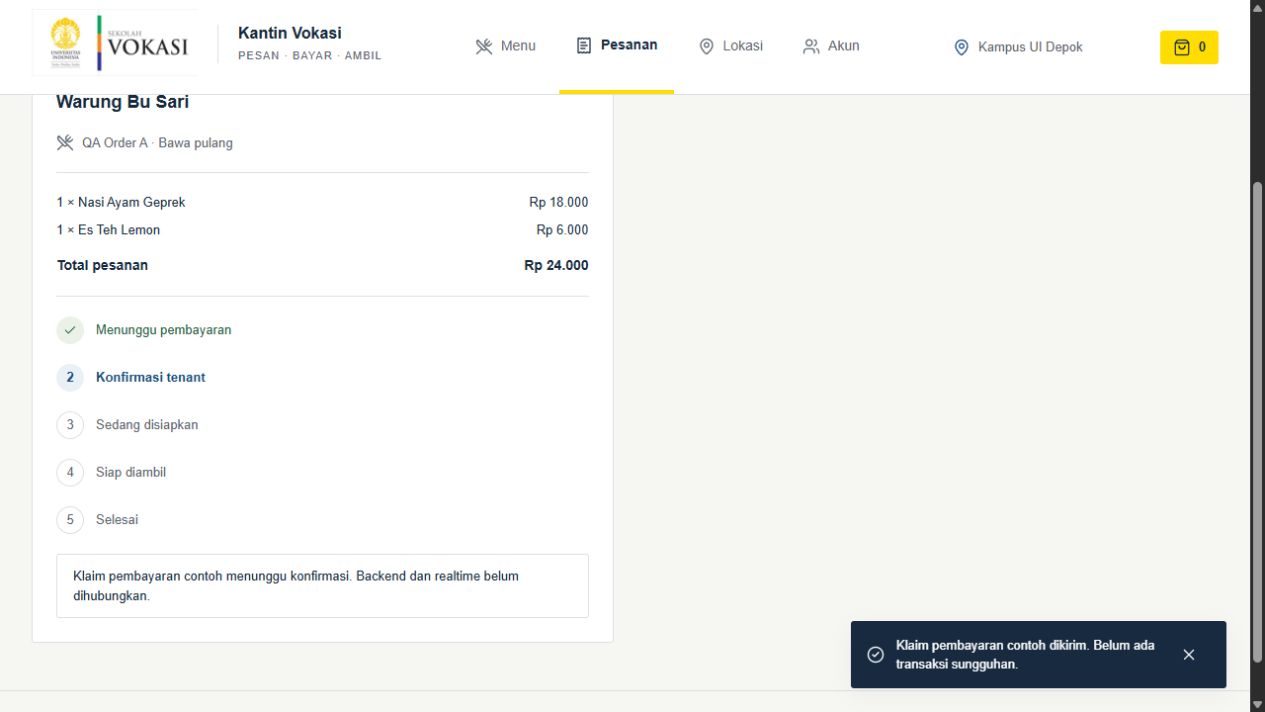 UNIVERSITAS
INDONESIA
SEKOLAH
VOKASI
Kantin Vokasi
PESAN · BAYAR · AMBIL
Menu
Pesanan
Lokasi
Akun
Kampus UI Depok
0
Warung Bu Sari
QA Order A · Bawa pulang
1 × Nasi Ayam Geprek Rp 18.000
1 × Es Teh Lemon Rp 6.000
Total pesanan Rp 24.000
Menunggu pembayaran
2 Konfirmasi tenant
3 Sedang disiapkan
4 Siap diambil
5 Selesai
Klaim pembayaran contoh menunggu konfirmasi. Backend dan realtime belum
dihubungkan.
Klaim pembayaran contoh dikirim. Belum ada
transaksi sungguhan.